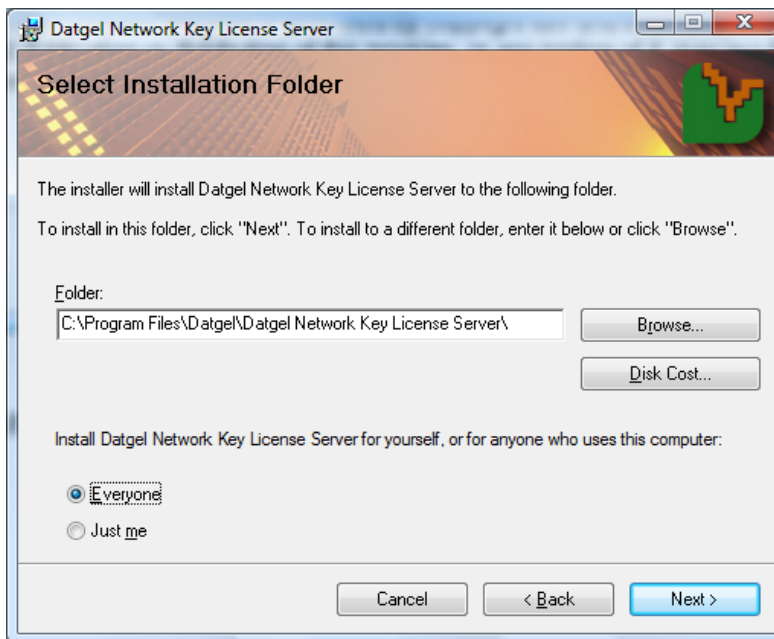 Datgel Network Key License Server
Select Installation Folder
The installer will install Datgel Network Key License Server to the following folder.
To install in this folder, click "Next". To install to a different folder, enter it below or click "Browse".
Folder:
C:\Program Files\Datgel\Datgel Network Key License Server\
Browse...
Disk Cost...
Install Datgel Network Key License Server for yourself, or for anyone who uses this computer:
Everyone
Just me
Cancel
< Back
Next >